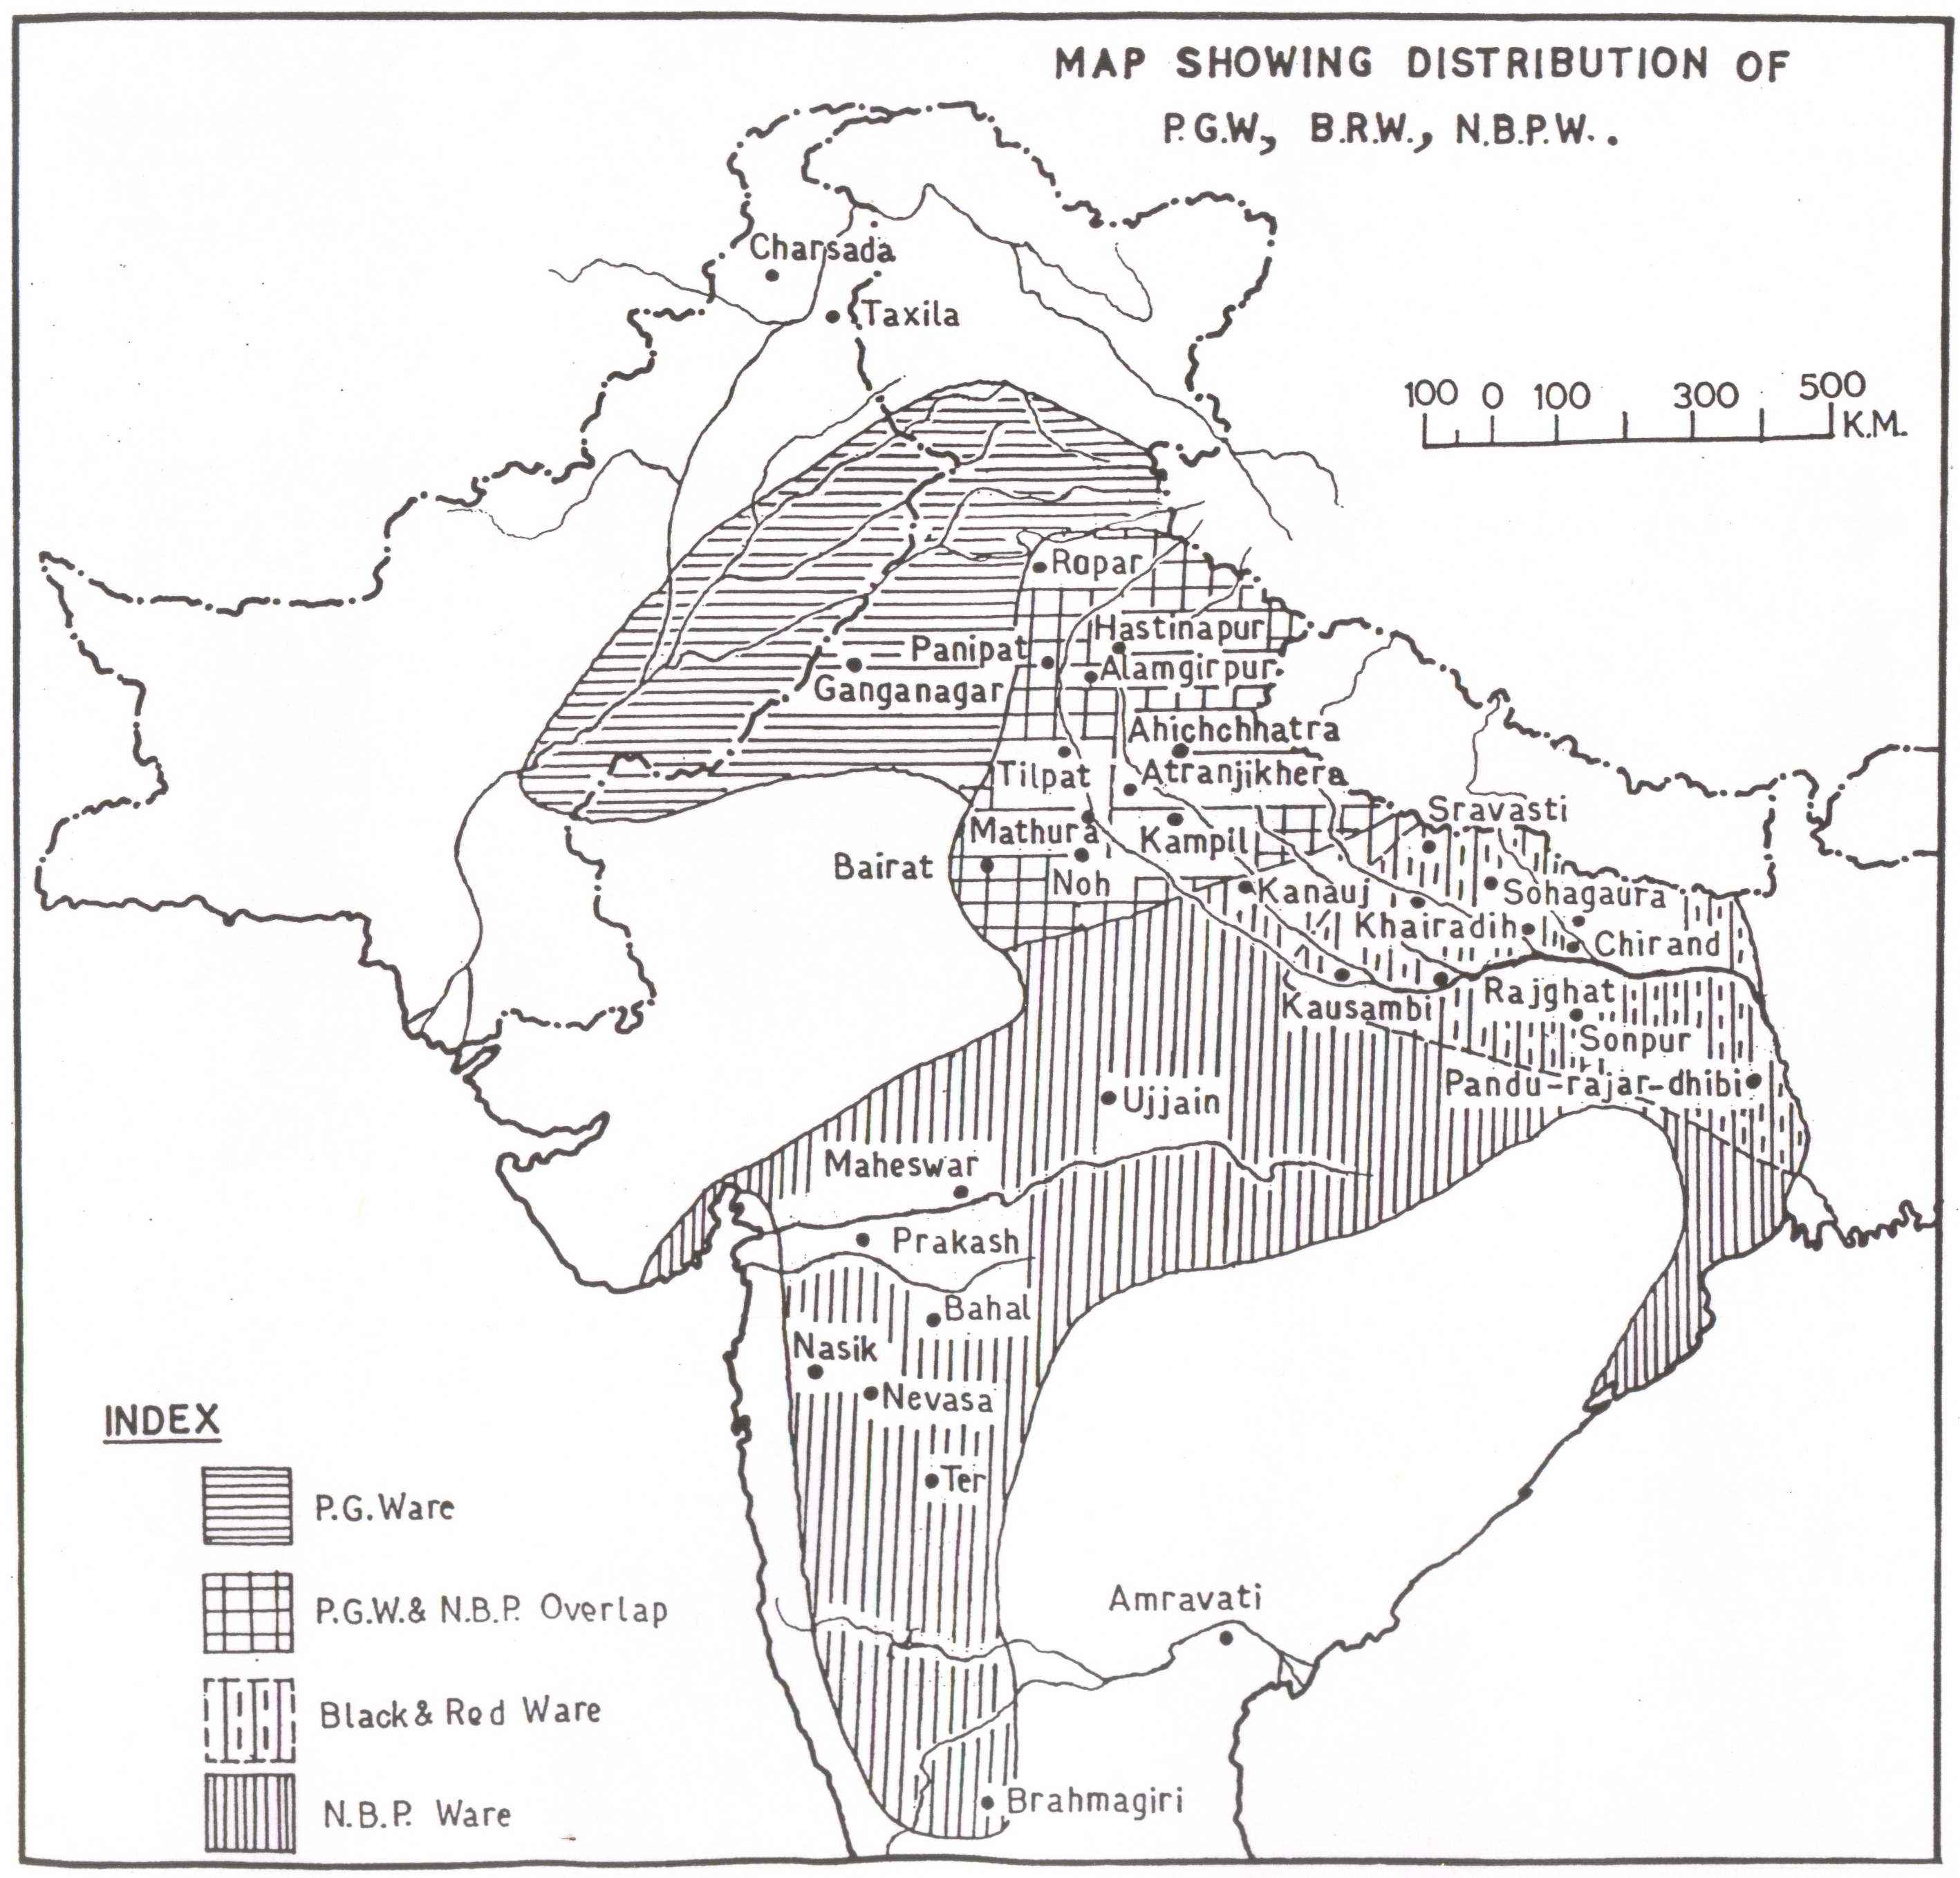 MAP SHOWING DISTRIBUTION OF
P.G.W., B.R.W., N.B.P.W..
Charsada
Taxila
100 0 100 300 500
K.M.
Ropar
Hastinapur
Panipat
Alamgirpur
Ganganagar
Ahichchhatra
Tilpat
Atranjikhera
Sravasti
Mathura
Kampil
Bairat
Noh
Kanauj
Sohagaura
Khairadih
Chirand
Kausambi
Rajghat
Sonpur
Pandu-rajar-dhibi
Ujjain
Maheswar
Prakash
Bahal
Nasik
Nevasa
Ter
Amravati
Brahmagiri
INDEX
P.G.Ware
P.G.W.& N.B.P. Overlap
Black & Red Ware
N.B.P. Ware